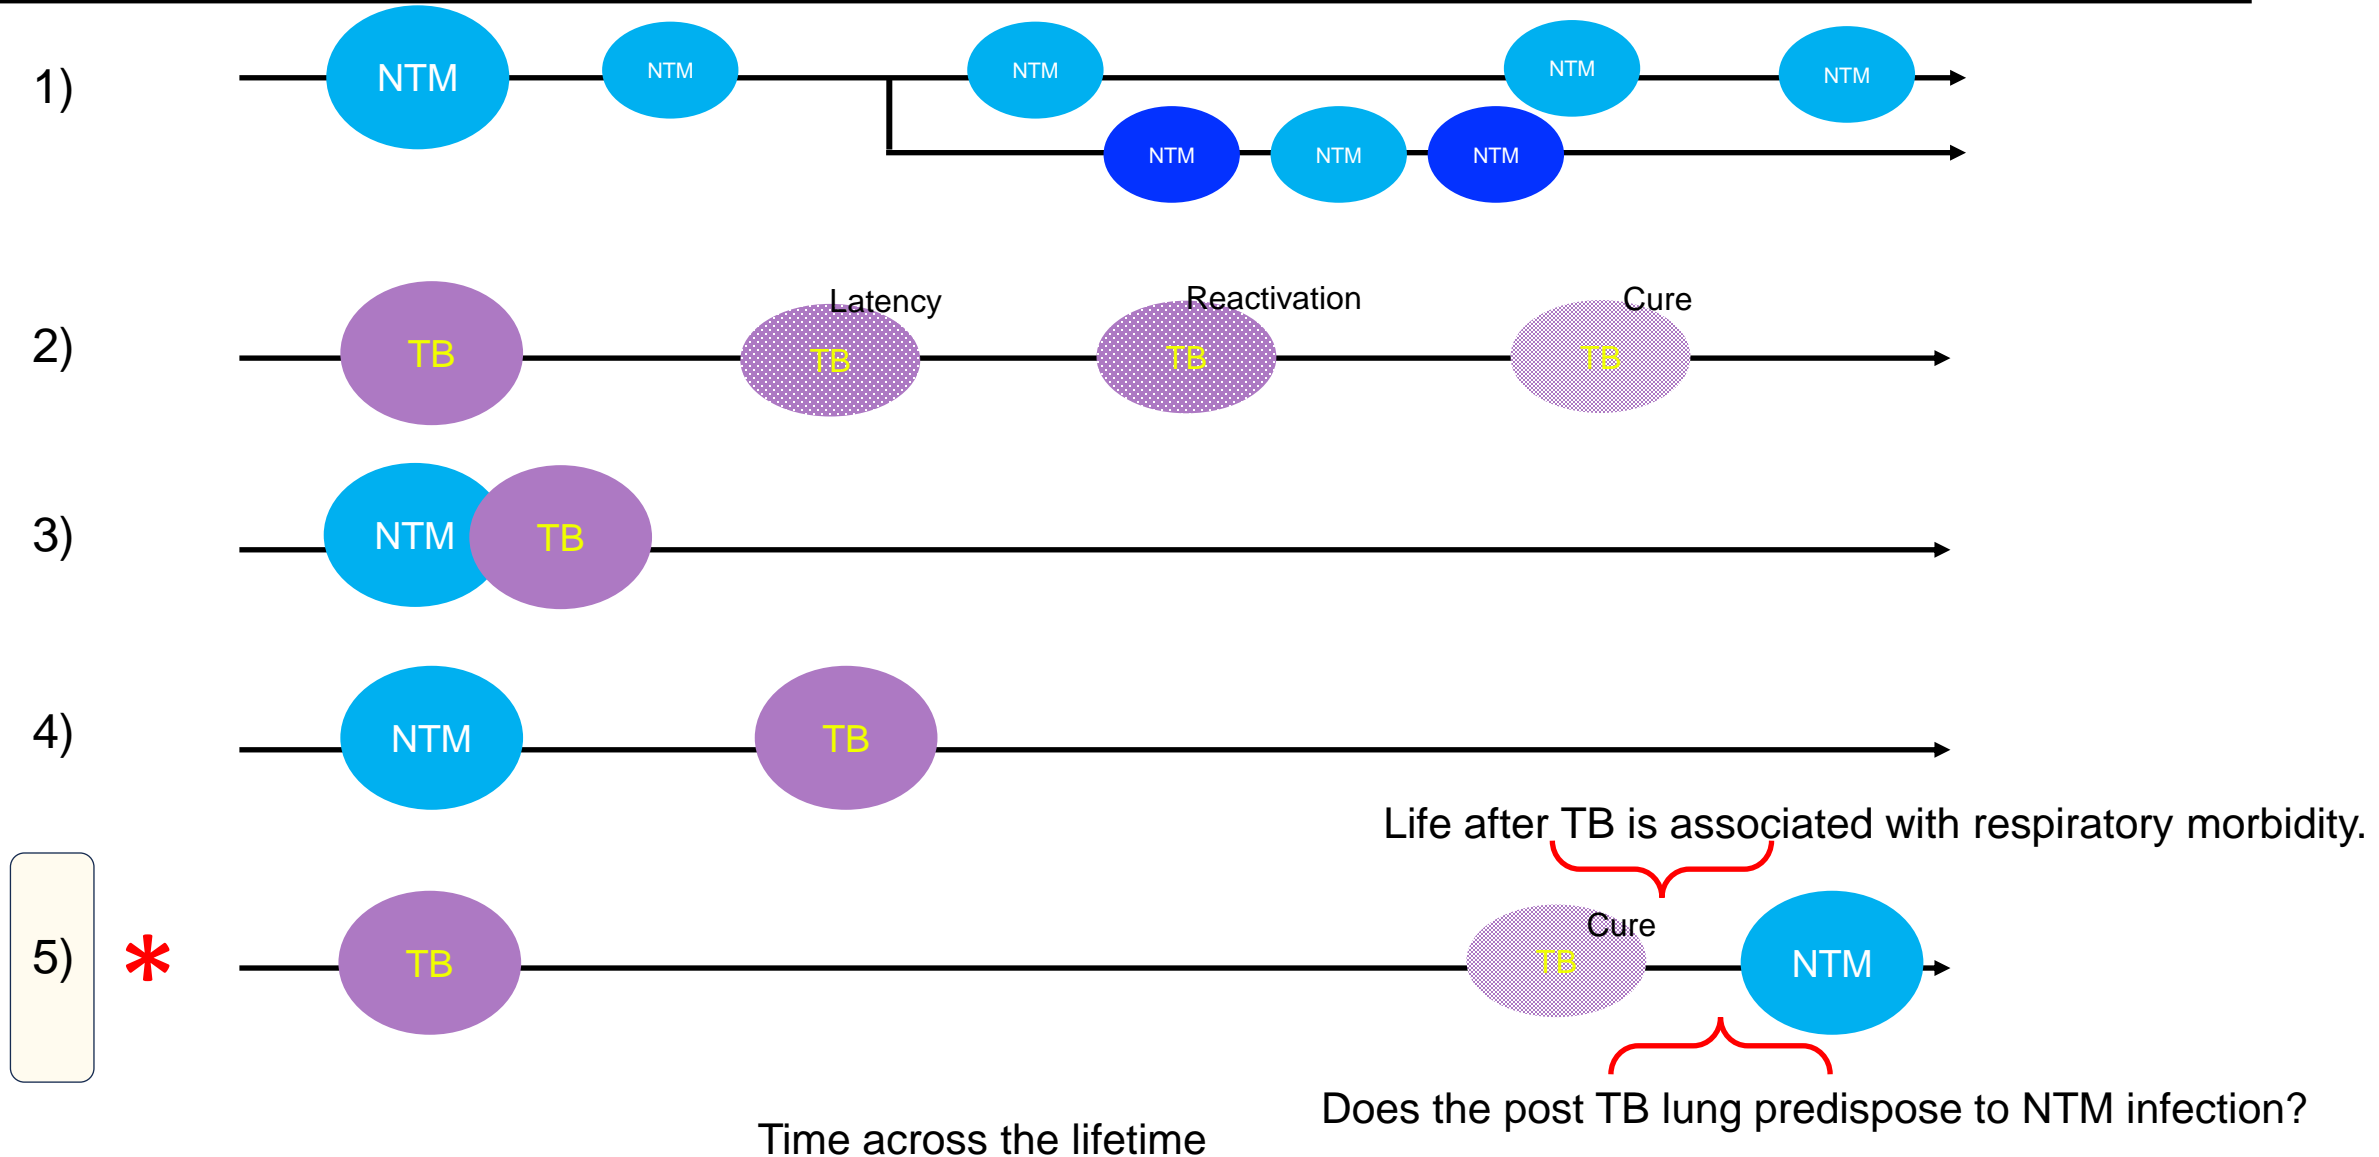 1)
NTM NTM NTM NTM NTM
NTM NTM NTM
Latency Reactivation Cure
2)
TB TB TB TB
3)
NTM TB
4)
NTM TB
Life after TB is associated with respiratory morbidity.
Cure
5) * TB TB NTM
Does the post TB lung predispose to NTM infection?
Time across the lifetime